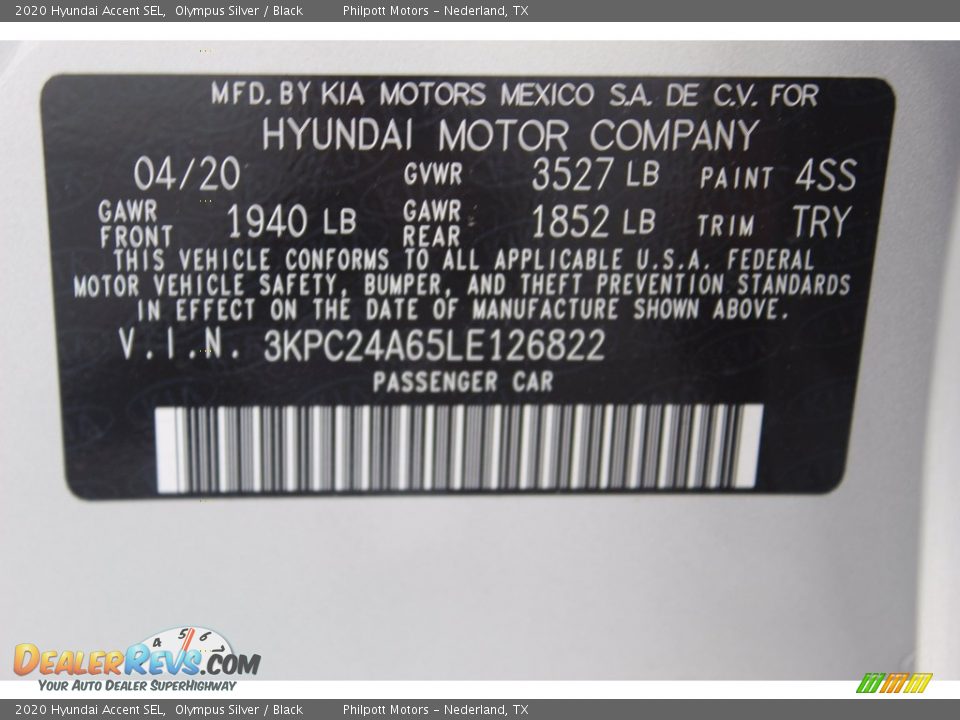 2020 Hyundai Accent SEL, Olympus Silver / Black Philpott Motors – Nederland, TX
MFD. BY KIA MOTORS MEXICO S.A. DE C.V. FOR
HYUNDAI MOTOR COMPANY
04/20 GVWR 3527 LB PAINT 4SS
GAWR FRONT 1940 LB GAWR REAR 1852 LB TRIM TRY
THIS VEHICLE CONFORMS TO ALL APPLICABLE U.S.A. FEDERAL
MOTOR VEHICLE SAFETY, BUMPER, AND THEFT PREVENTION STANDARDS
IN EFFECT ON THE DATE OF MANUFACTURE SHOWN ABOVE.
V.I.N. 3KPC24A65LE126822
PASSENGER CAR
4 5 6 7
DEALERREVS.COM
YOUR AUTO DEALER SUPERHIGHWAY
2020 Hyundai Accent SEL, Olympus Silver / Black Philpott Motors – Nederland, TX